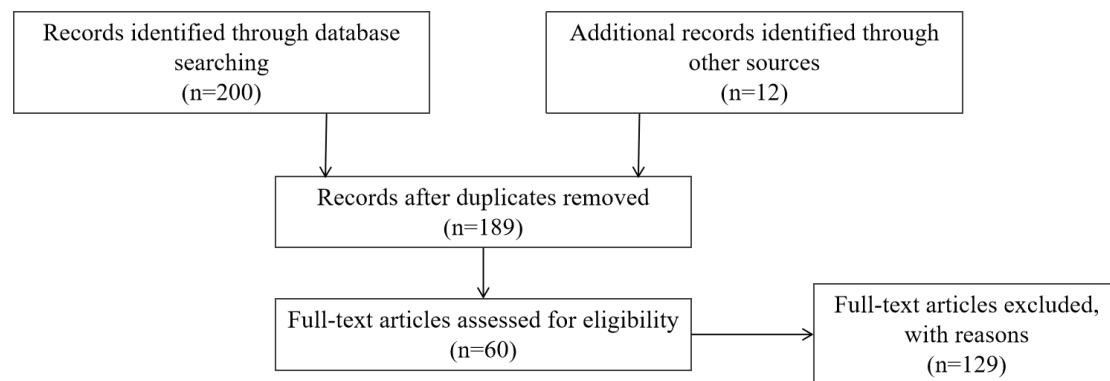 Records identified through database
searching
(n=200)
Additional records identified through
other sources
(n=12)
Records after duplicates removed
(n=189)
Full-text articles assessed for eligibility
(n=60)
Full-text articles excluded,
with reasons
(n=129)